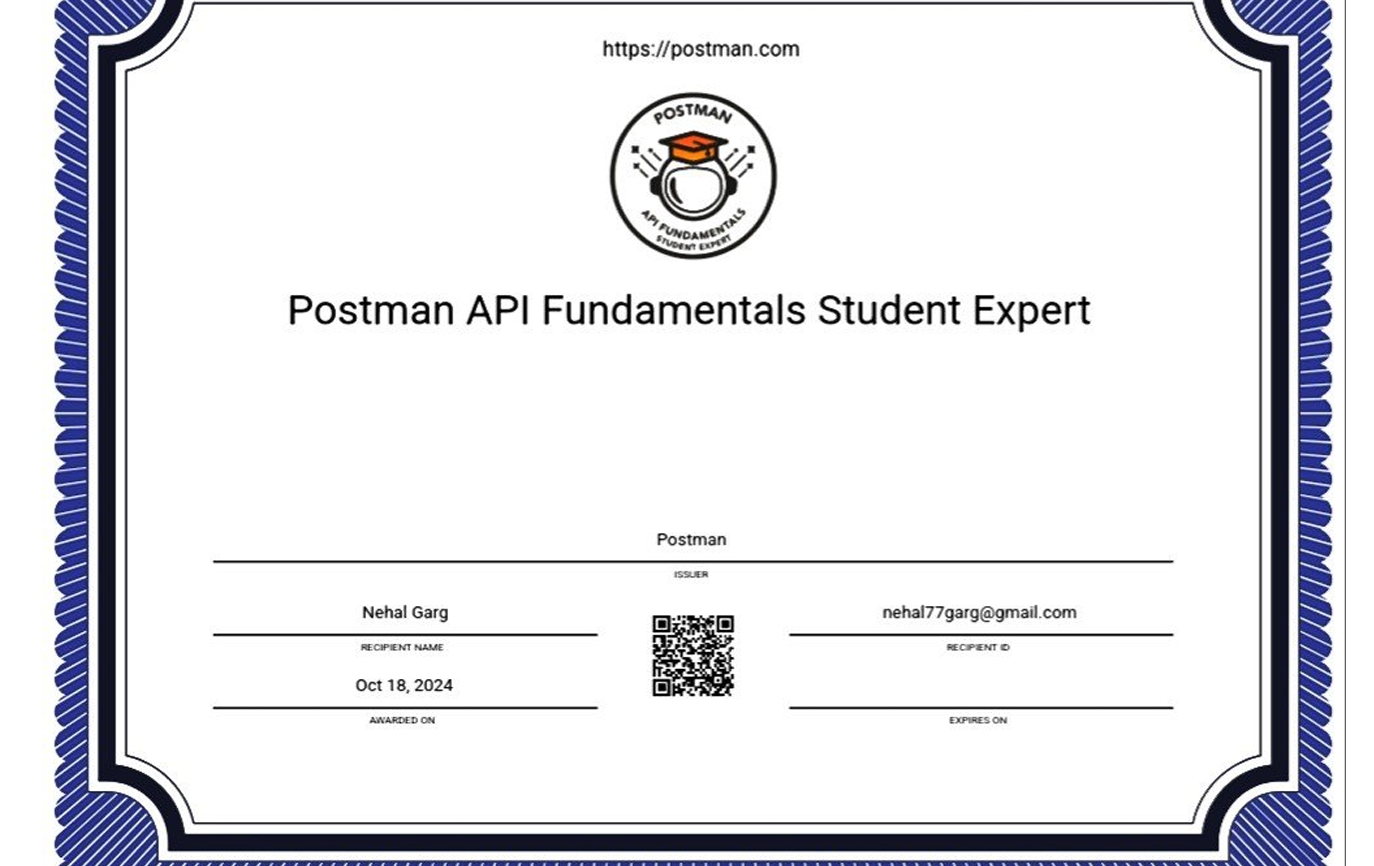 https://postman.com
POSTMAN
API FUNDAMENTALS
STUDENT EXPERT
Postman API Fundamentals Student Expert
Postman
ISSUER
Nehal Garg
RECIPIENT NAME
nehal77garg@gmail.com
RECIPIENT ID
Oct 18, 2024
AWARDED ON
EXPIRES ON